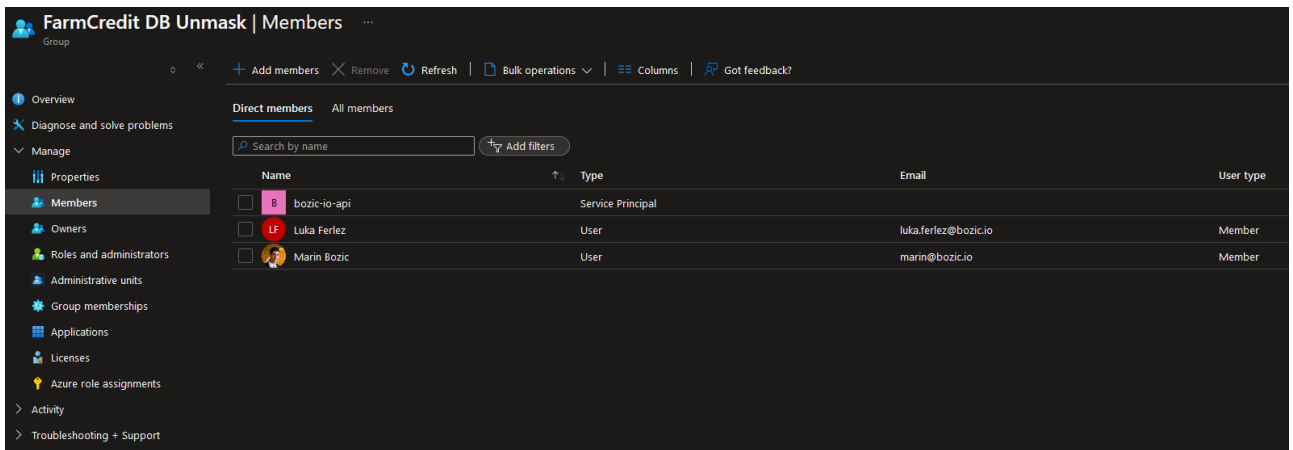 FarmCredit DB Unmask | Members ...
Group
Add members Remove Refresh | Bulk operations | Columns | Got feedback?
Overview
Diagnose and solve problems
Manage
Properties
Members
Owners
Roles and administrators
Administrative units
Group memberships
Applications
Licenses
Azure role assignments
Activity
Troubleshooting + Support
Direct members All members
Search by name Add filters
Name Type Email User type
B bozic-io-api Service Principal
LF Luka Ferlez User luka.ferlez@bozic.io Member
Marin Bozic User marin@bozic.io Member